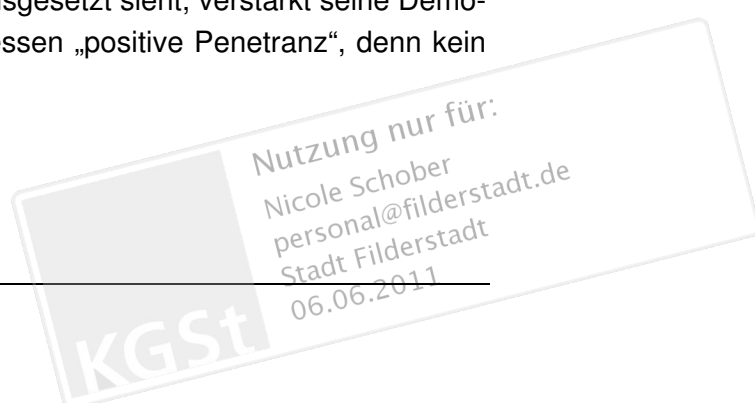 sgesetzt sieht, verstärkt seine Demo-
essen „positive Penetranz“, denn kein
Nutzung nur für:
Nicole Schober
personal@filderstadt.de
Stadt Filderstadt
06.06.2011
KGSt